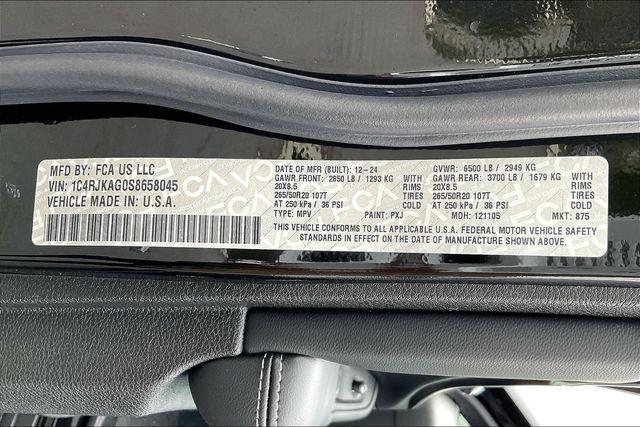 MFD BY: FCA US LLC
VIN: 1C4RJKAG0S8658045
VEHICLE MADE IN: U.S.A.
DATE OF MFR (BUILT): 12-24 GVWR: 6500 LB / 2949 KG
GAWR FRONT: 2850 LB / 1293 KG WITH GAWR REAR: 3700 LB / 1679 KG WITH
20X8.5 RIMS 20X8.5 RIMS
265/50R20 107T TIRES 265/50R20 107T TIRES
AT 250 kPa / 36 PSI COLD AT 250 kPa / 36 PSI COLD
TYPE: MPV PAINT: PXJ MDH: 121105 MKT: 875
THIS VEHICLE CONFORMS TO ALL APPLICABLE U.S.A. FEDERAL MOTOR VEHICLE SAFETY
STANDARDS IN EFFECT ON THE DATE OF MANUFACTURE SHOWN ABOVE.